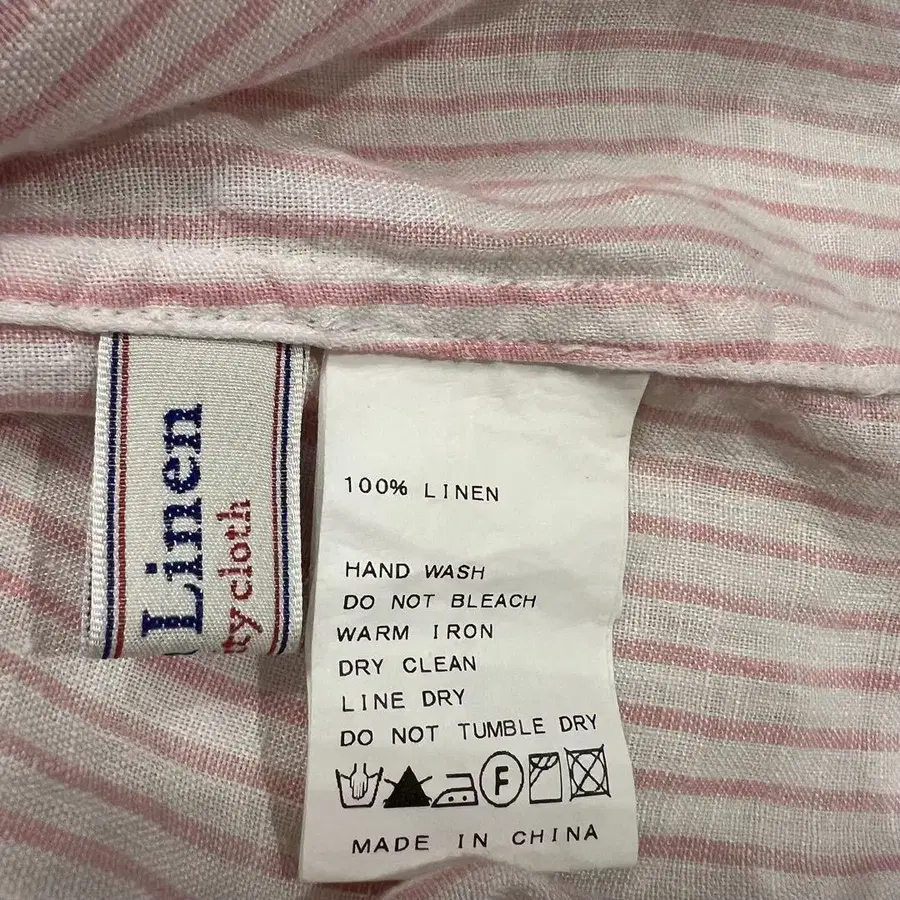 Linen
cloth
100% LINEN
HAND WASH
DO NOT BLEACH
WARM IRON
DRY CLEAN
LINE DRY
DO NOT TUMBLE DRY
F
MADE IN CHINA